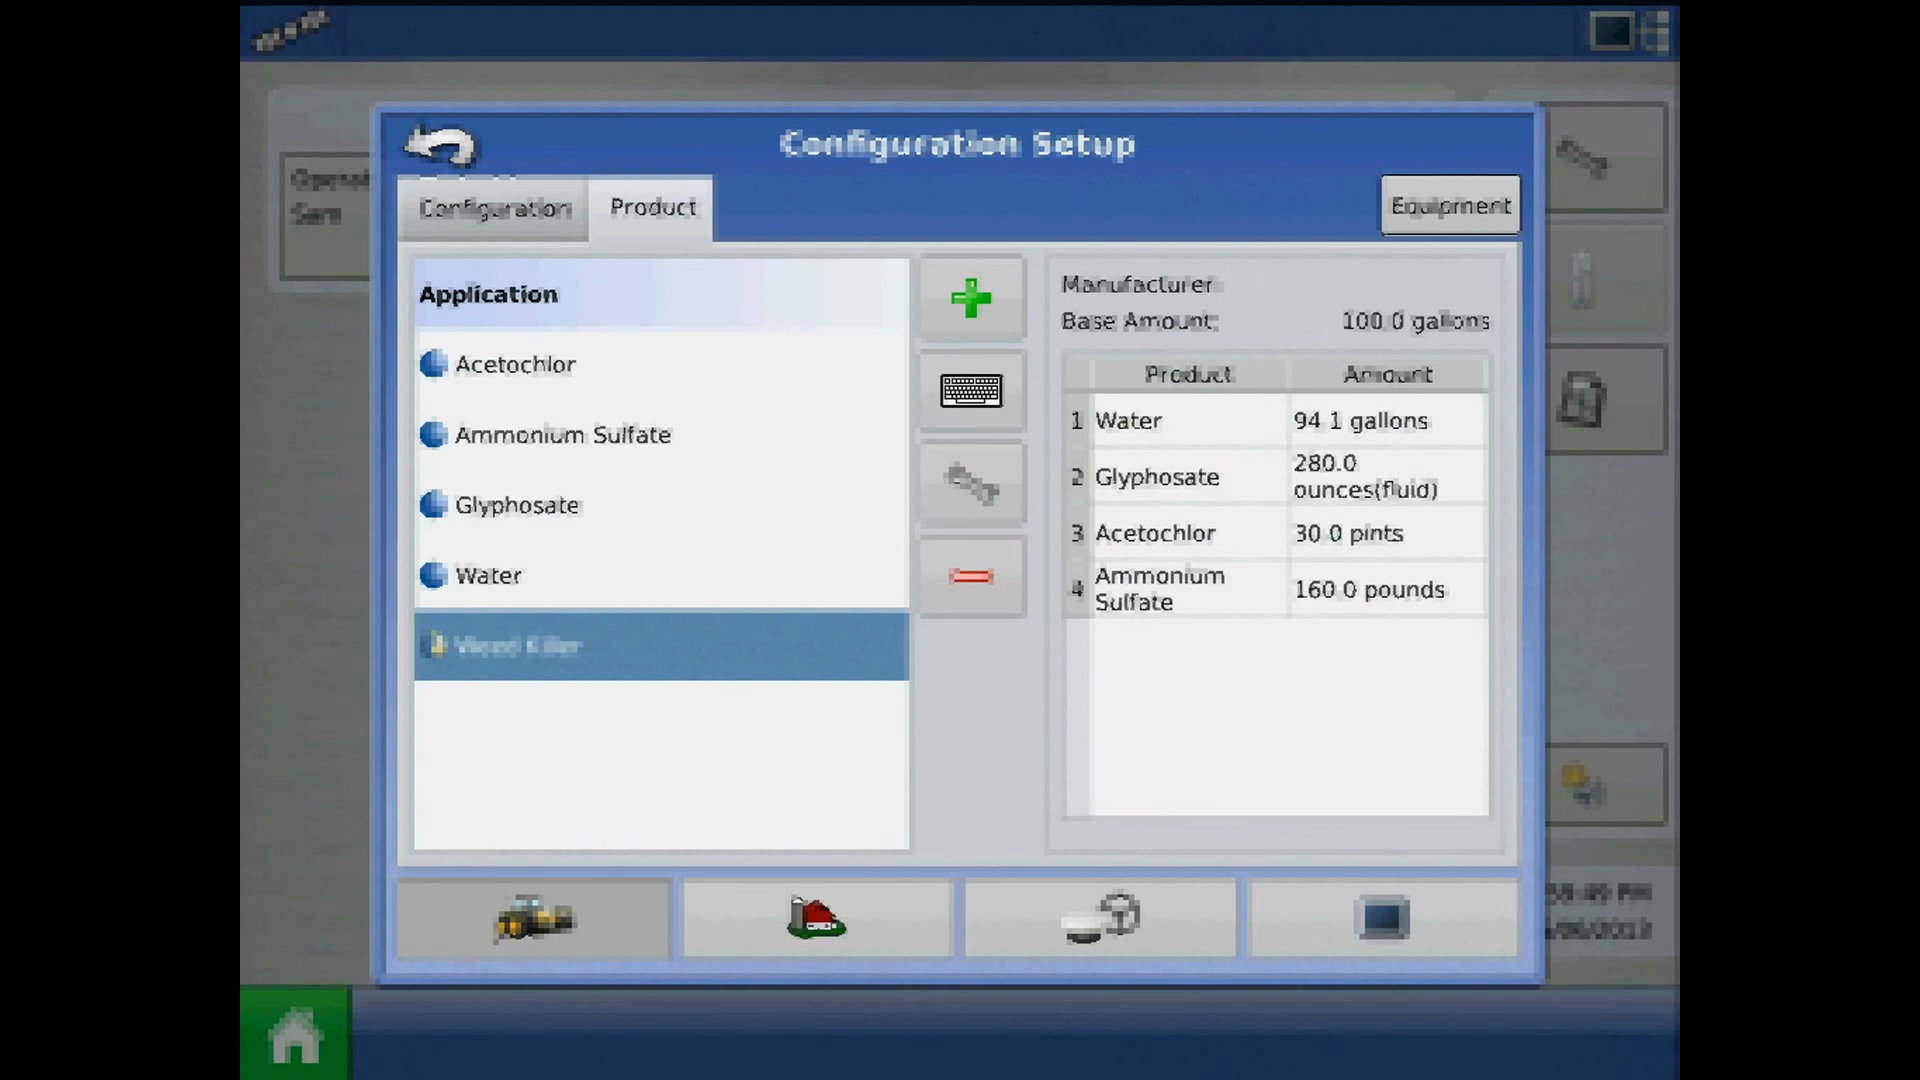 Configuration Setup
Configuration
Product
Equipment
Application
Acetochlor
Ammonium Sulfate
Glyphosate
Water
Weed Killer
Manufacturer:
Base Amount: 100.0 gallons
Product Amount
1 Water 94.1 gallons
2 Glyphosate 280.0
ounces(fluid)
3 Acetochlor 30.0 pints
4 Ammonium
Sulfate 160.0 pounds